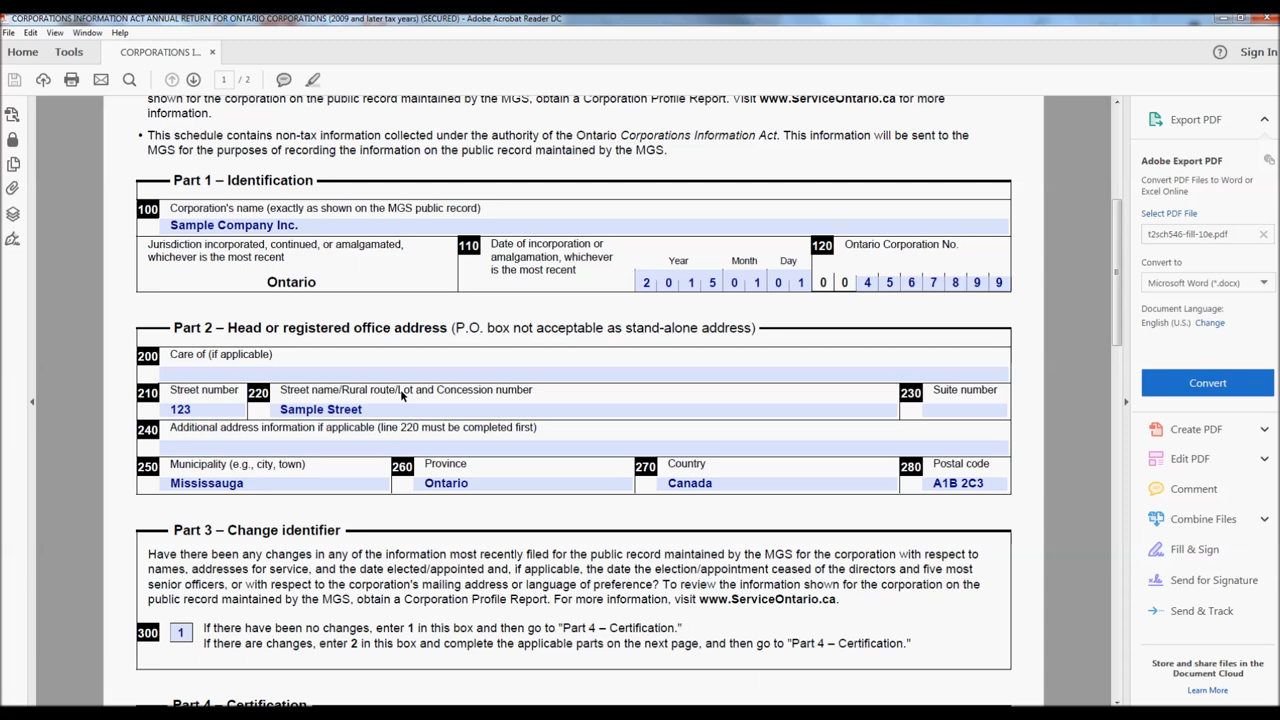 CORPORATIONS INFORMATION ACT ANNUAL RETURN FOR ONTARIO CORPORATIONS (2009 and later tax years) (SECURED) - Adobe Acrobat Reader DC
File Edit View Window Help
Home Tools CORPORATIONS I... × Sign In
1 / 2
shown for the corporation on the public record maintained by the MGS, obtain a Corporation Profile Report. Visit www.ServiceOntario.ca for more
information.
• This schedule contains non-tax information collected under the authority of the Ontario Corporations Information Act. This information will be sent to the
MGS for the purposes of recording the information on the public record maintained by the MGS.
Part 1 – Identification
100 Corporation's name (exactly as shown on the MGS public record)
Sample Company Inc.
Jurisdiction incorporated, continued, or amalgamated,
whichever is the most recent
Ontario
110 Date of incorporation or
amalgamation, whichever
is the most recent
Year Month Day
2 0 1 5 0 1 0 1
120 Ontario Corporation No.
0 0 4 5 6 7 8 9 9
Part 2 – Head or registered office address (P.O. box not acceptable as stand-alone address)
200 Care of (if applicable)
210 Street number 220 Street name/Rural route/Lot and Concession number 230 Suite number
123 Sample Street
240 Additional address information if applicable (line 220 must be completed first)
250 Municipality (e.g., city, town) 260 Province 270 Country 280 Postal code
Mississauga Ontario Canada A1B 2C3
Part 3 – Change identifier
Have there been any changes in any of the information most recently filed for the public record maintained by the MGS for the corporation with respect to
names, addresses for service, and the date elected/appointed and, if applicable, the date the election/appointment ceased of the directors and five most
senior officers, or with respect to the corporation's mailing address or language of preference? To review the information shown for the corporation on the
public record maintained by the MGS, obtain a Corporation Profile Report. For more information, visit www.ServiceOntario.ca.
300 1 If there have been no changes, enter 1 in this box and then go to "Part 4 – Certification."
If there are changes, enter 2 in this box and complete the applicable parts on the next page, and then go to "Part 4 – Certification."
Part 4 – Certification
Export PDF
Adobe Export PDF
Convert PDF Files to Word or
Excel Online
Select PDF File
t2sch546-fill-10e.pdf
Convert to
Microsoft Word (*.docx)
Document Language:
English (U.S.) Change
Convert
Create PDF
Edit PDF
Comment
Combine Files
Fill & Sign
Send for Signature
Send & Track
Store and share files in the
Document Cloud
Learn More